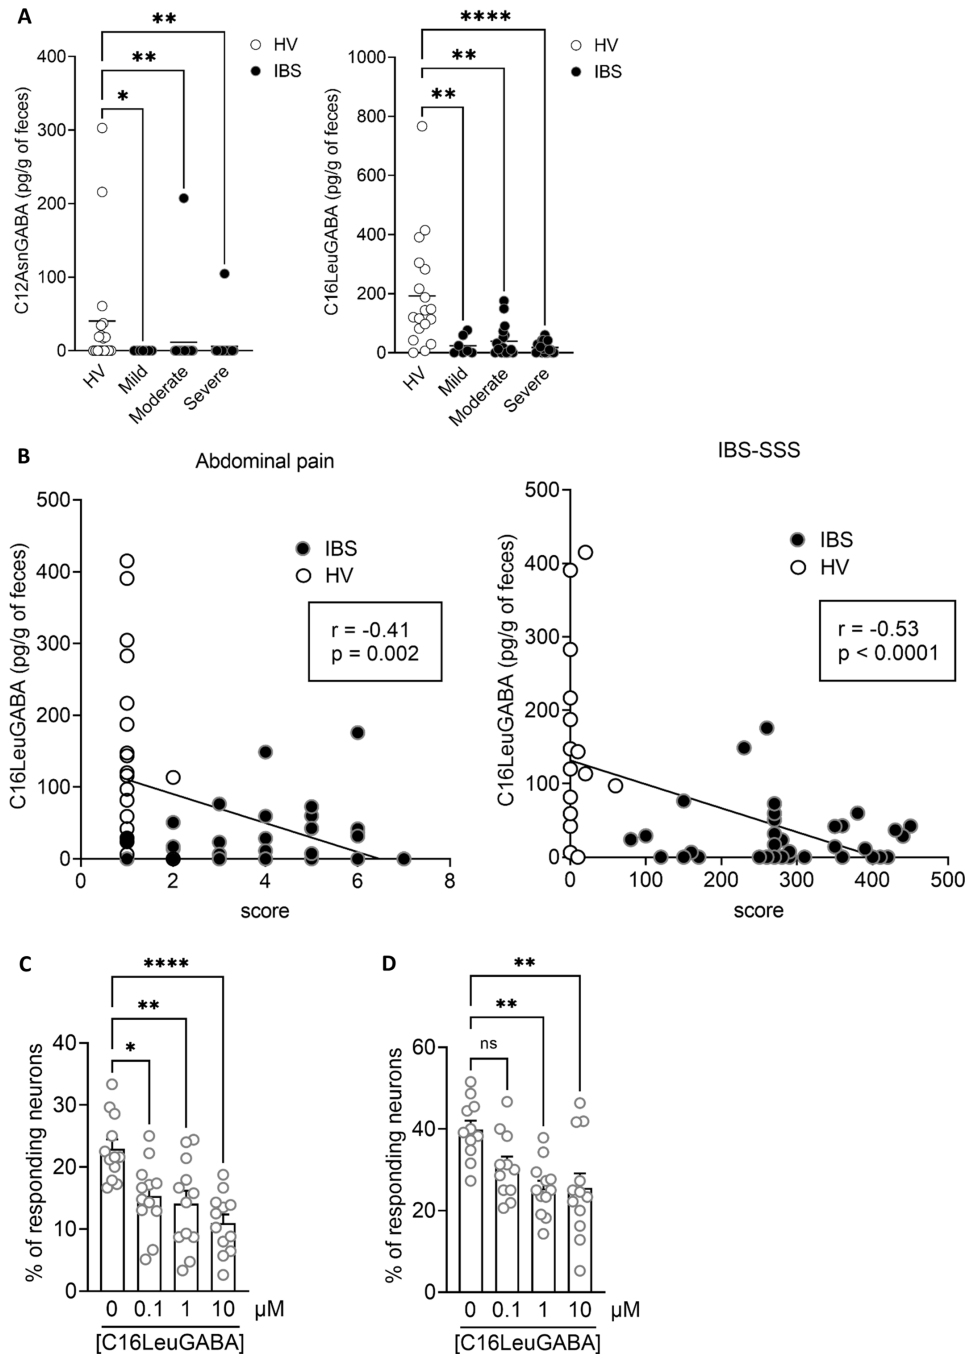 A
**
**
*
HV
IBS
C12AsnGABA (pg/g of feces)
400
300
200
100
0
HV
Mild
Moderate
Severe
****
**
**
HV
IBS
C16LeuGABA (pg/g of feces)
1000
800
600
400
200
0
HV
Mild
Moderate
Severe
B
Abdominal pain
C16LeuGABA (pg/g of feces)
500
400
300
200
100
0
IBS
HV
r = -0.41
p = 0.002
0 2 4 6 8
score
IBS-SSS
C16LeuGABA (pg/g of feces)
500
400
300
200
100
0
IBS
HV
r = -0.53
p < 0.0001
0 100 200 300 400 500
score
C
****
**
*
% of responding neurons
40
30
20
10
0
0 0.1 1 10 µM
[C16LeuGABA]
D
**
**
ns
% of responding neurons
60
40
20
0
0 0.1 1 10 µM
[C16LeuGABA]